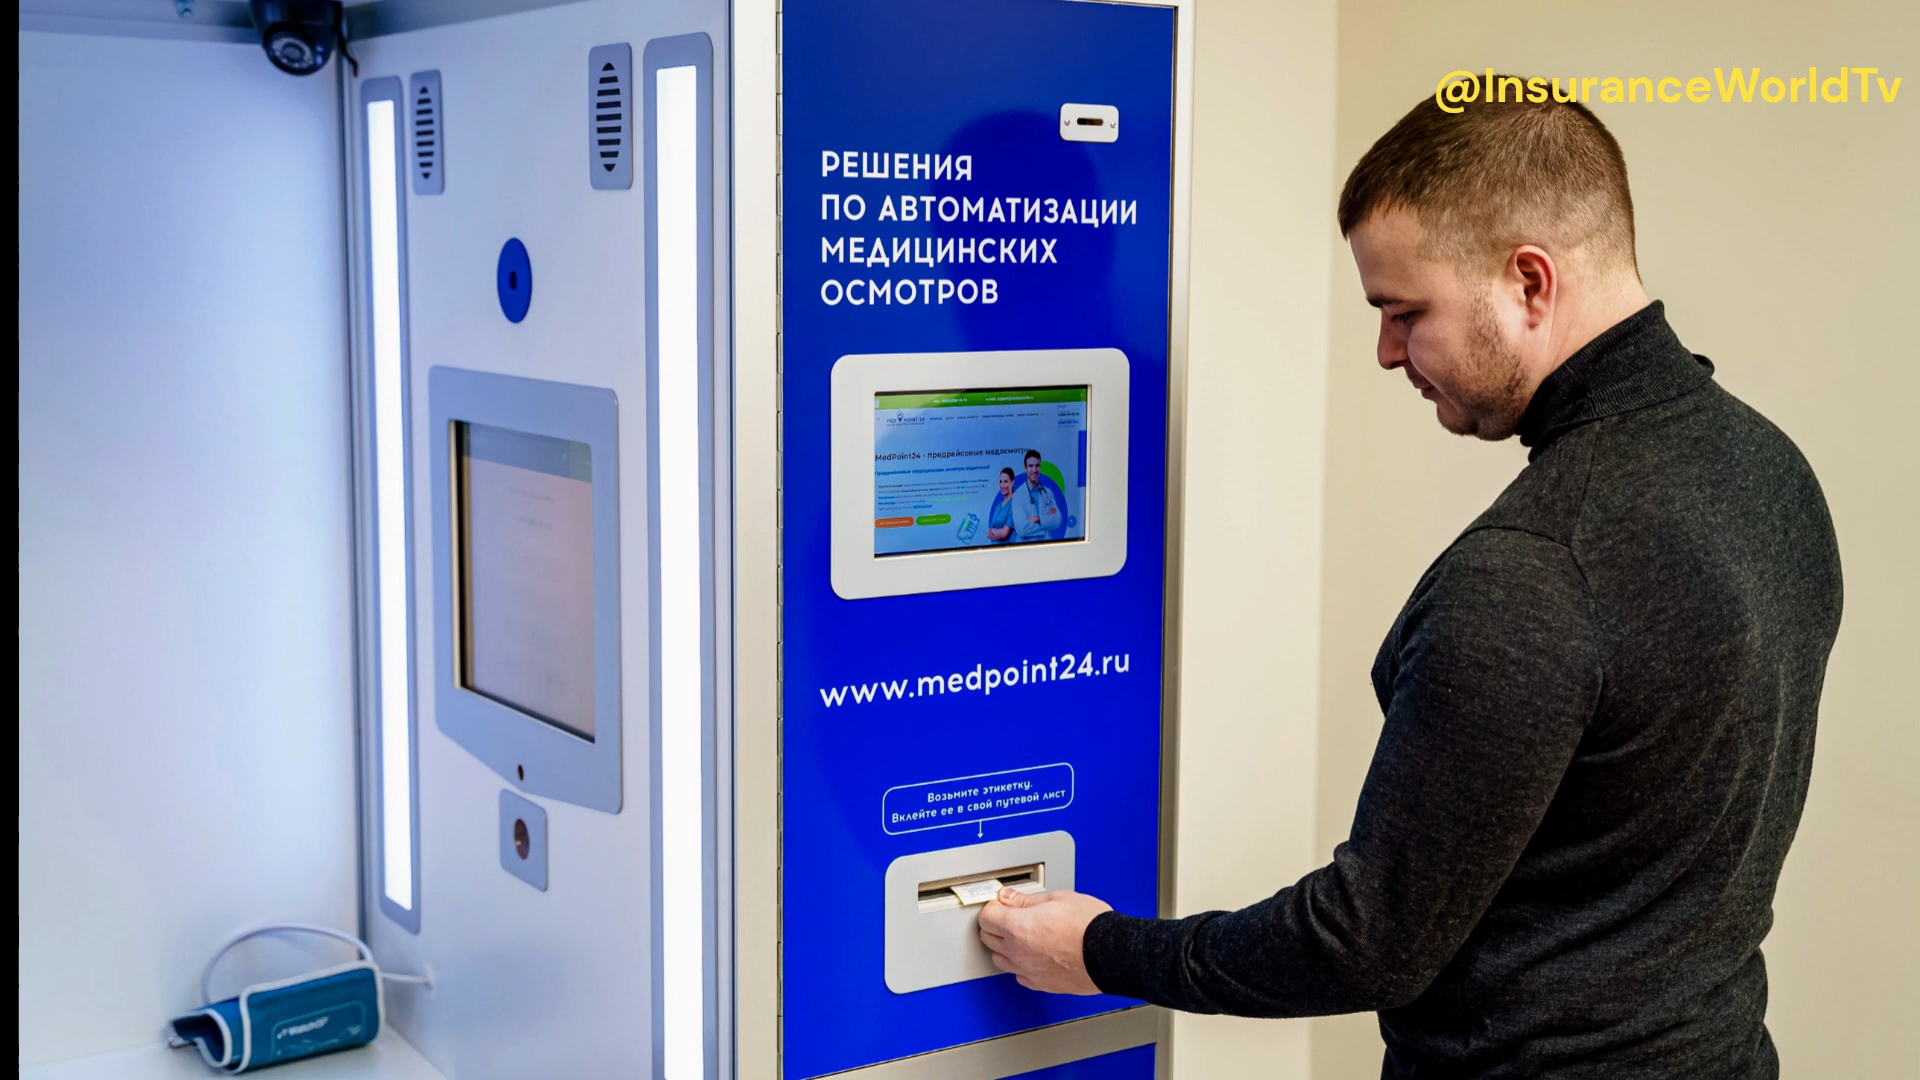 @InsuranceWorldTv
РЕШЕНИЯ
ПО АВТОМАТИЗАЦИИ
МЕДИЦИНСКИХ
ОСМОТРОВ
MedPoint24 - предрейсовые медосмотры
www.medpoint24.ru
Возьмите этикетку.
Вклейте ее в свой путевой лист